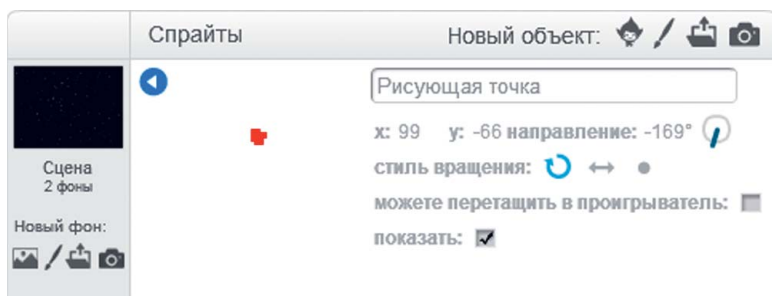 Спрайты
Новый объект:
Рисующая точка
x: 99 y: -66 направление: -169°
стиль вращения:
можете перетащить в проигрыватель:
показать:
Сцена
2 фоны
Новый фон: